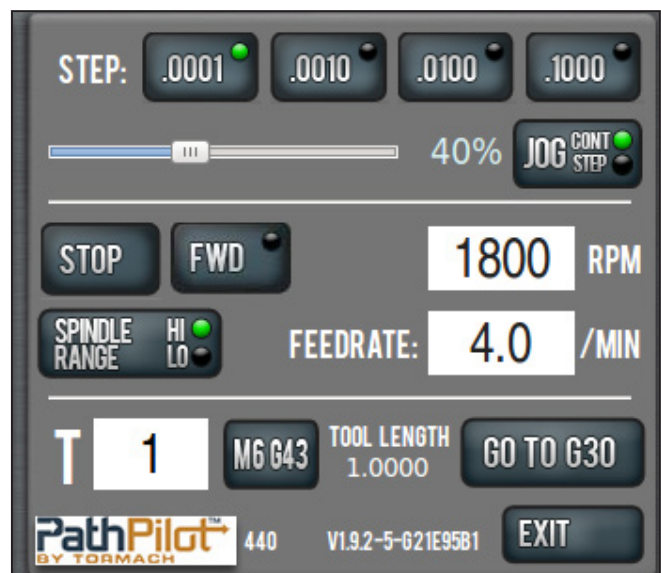 STEP: .0001 .0010 .0100 .1000
40% JOG CONT STEP
STOP FWD 1800 RPM
SPINDLE RANGE HI LO FEEDRATE: 4.0 /MIN
T 1 M6 G43 TOOL LENGTH 1.0000 GO TO G30
PathPilot™ BY TORMACH 440 V1.9.2-5-G21E95B1 EXIT